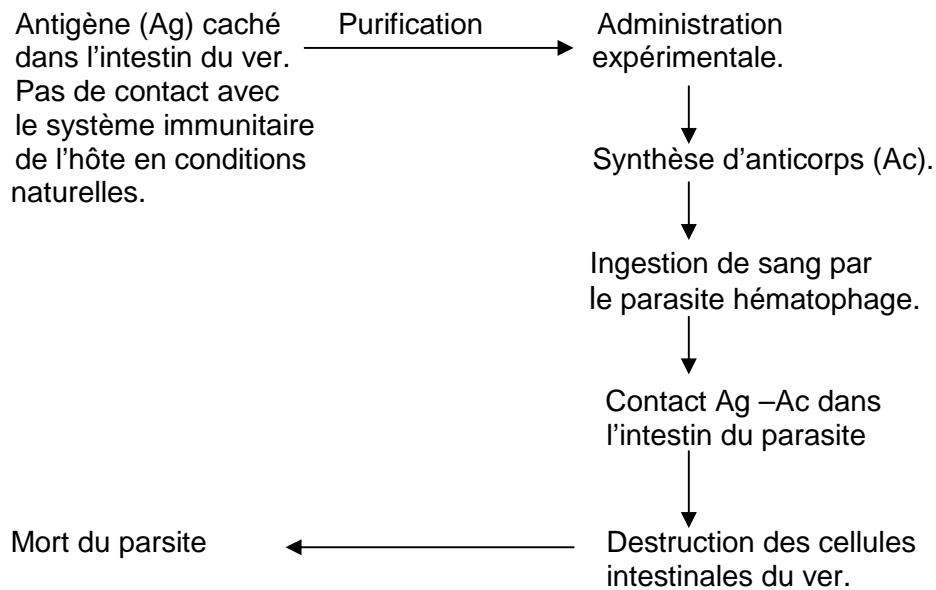 Antigène (Ag) caché
dans l’intestin du ver.
Pas de contact avec
le système immunitaire
de l’hôte en conditions
naturelles.
Purification
Administration
expérimentale.
Synthèse d’anticorps (Ac).
Ingestion de sang par
le parasite hématophage.
Contact Ag –Ac dans
l’intestin du parasite
Destruction des cellules
intestinales du ver.
Mort du parsite